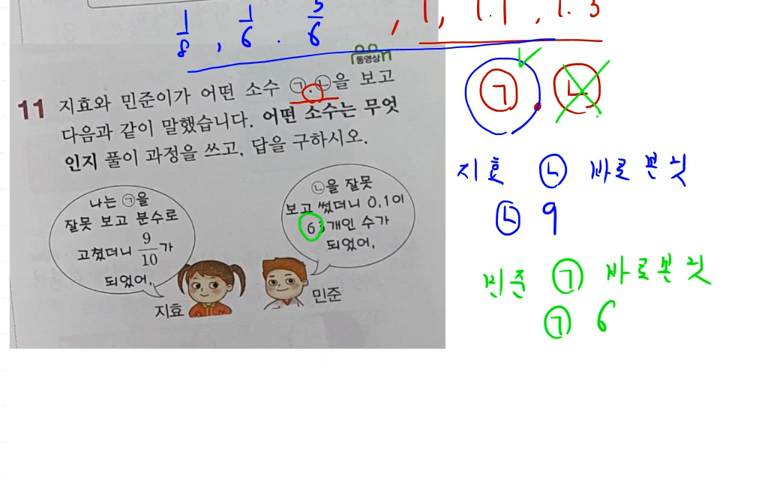 1/8 , 1/6 . 5/6 , 1, 1.1, 1.3
동영상
11 지효와 민준이가 어떤 소수 ㉠.㉡을 보고
다음과 같이 말했습니다. 어떤 소수는 무엇
인지 풀이 과정을 쓰고, 답을 구하시오.
나는 ㉠을
잘못 보고 분수로
고쳤더니 9/10가
되었어.
지효
㉡을 잘못
보고 썼더니 0.1이
63개인 수가
되었어.
민준
㉠.㉡
지효 ㉡ 바로 본 것
㉡ 9
민준 ㉠ 바로 본 것
㉠ 6